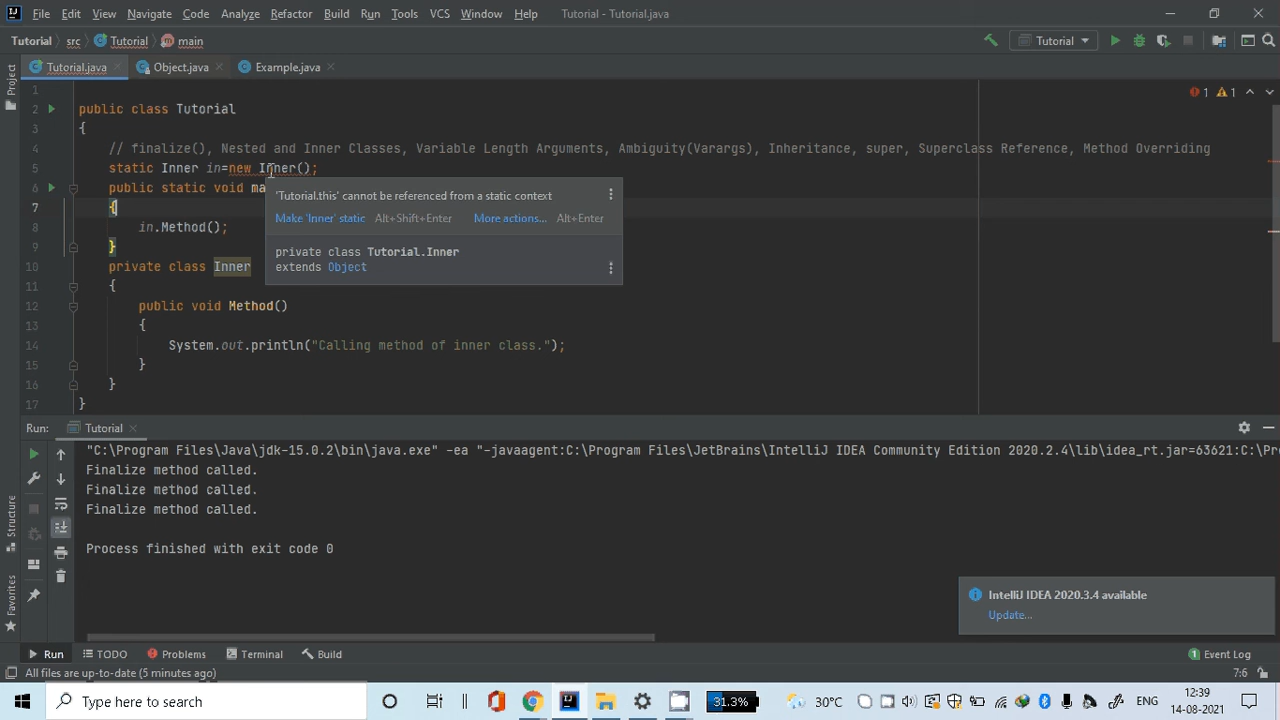 File Edit View Navigate Code Analyze Refactor Build Run Tools VCS Window Help Tutorial - Tutorial.java
Tutorial src Tutorial main Tutorial
Tutorial.java Object.java Example.java
Project
1
1 1
2 public class Tutorial
3 {
4 // finalize(), Nested and Inner Classes, Variable Length Arguments, Ambiguity(Varargs), Inheritance, super, Superclass Reference, Method Overriding
5 static Inner in=new Inner();
6 public static void ma
'Tutorial.this' cannot be referenced from a static context
Make 'Inner' static Alt+Shift+Enter More actions... Alt+Enter
private class Tutorial.Inner
extends Object
7 {
8 in.Method();
9 }
10 private class Inner
11 {
12 public void Method()
13 {
14 System.out.println("Calling method of inner class.");
15 }
16 }
17 }
Run: Tutorial
"C:\Program Files\Java\jdk-15.0.2\bin\java.exe" -ea "-javaagent:C:\Program Files\JetBrains\IntelliJ IDEA Community Edition 2020.2.4\lib\idea_rt.jar=63621:C:\Pr
Finalize method called.
Finalize method called.
Finalize method called.
Process finished with exit code 0
Structure
Favorites
IntelliJ IDEA 2020.3.4 available
Update...
Run TODO Problems Terminal Build 1 Event Log
All files are up-to-date (5 minutes ago) 7:6
Type here to search 31.3% 30°C ENG 12:39
14-08-2021